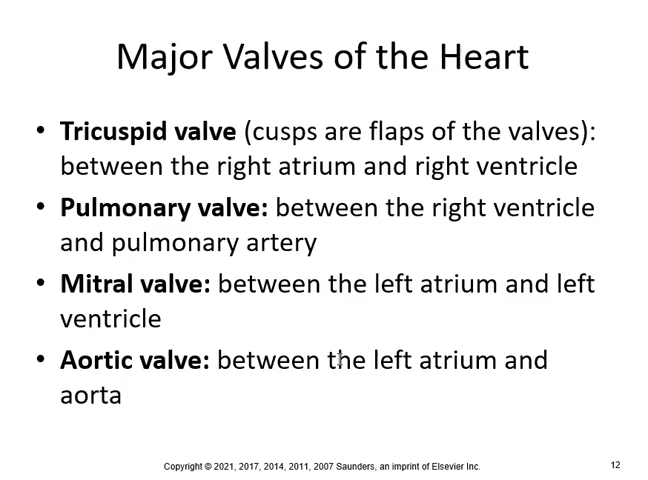 Major Valves of the Heart
• Tricuspid valve (cusps are flaps of the valves):
between the right atrium and right ventricle
• Pulmonary valve: between the right ventricle
and pulmonary artery
• Mitral valve: between the left atrium and left
ventricle
• Aortic valve: between the left atrium and
aorta
Copyright © 2021, 2017, 2014, 2011, 2007 Saunders, an imprint of Elsevier Inc.
12